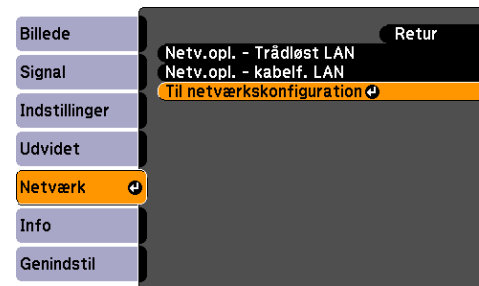 Billede
Signal
Indstillinger
Udvidet
Netværk
Info
Genindstil
Retur
Netv.opl. - Trådløst LAN
Netv.opl. - kabelf. LAN
Til netværkskonfiguration